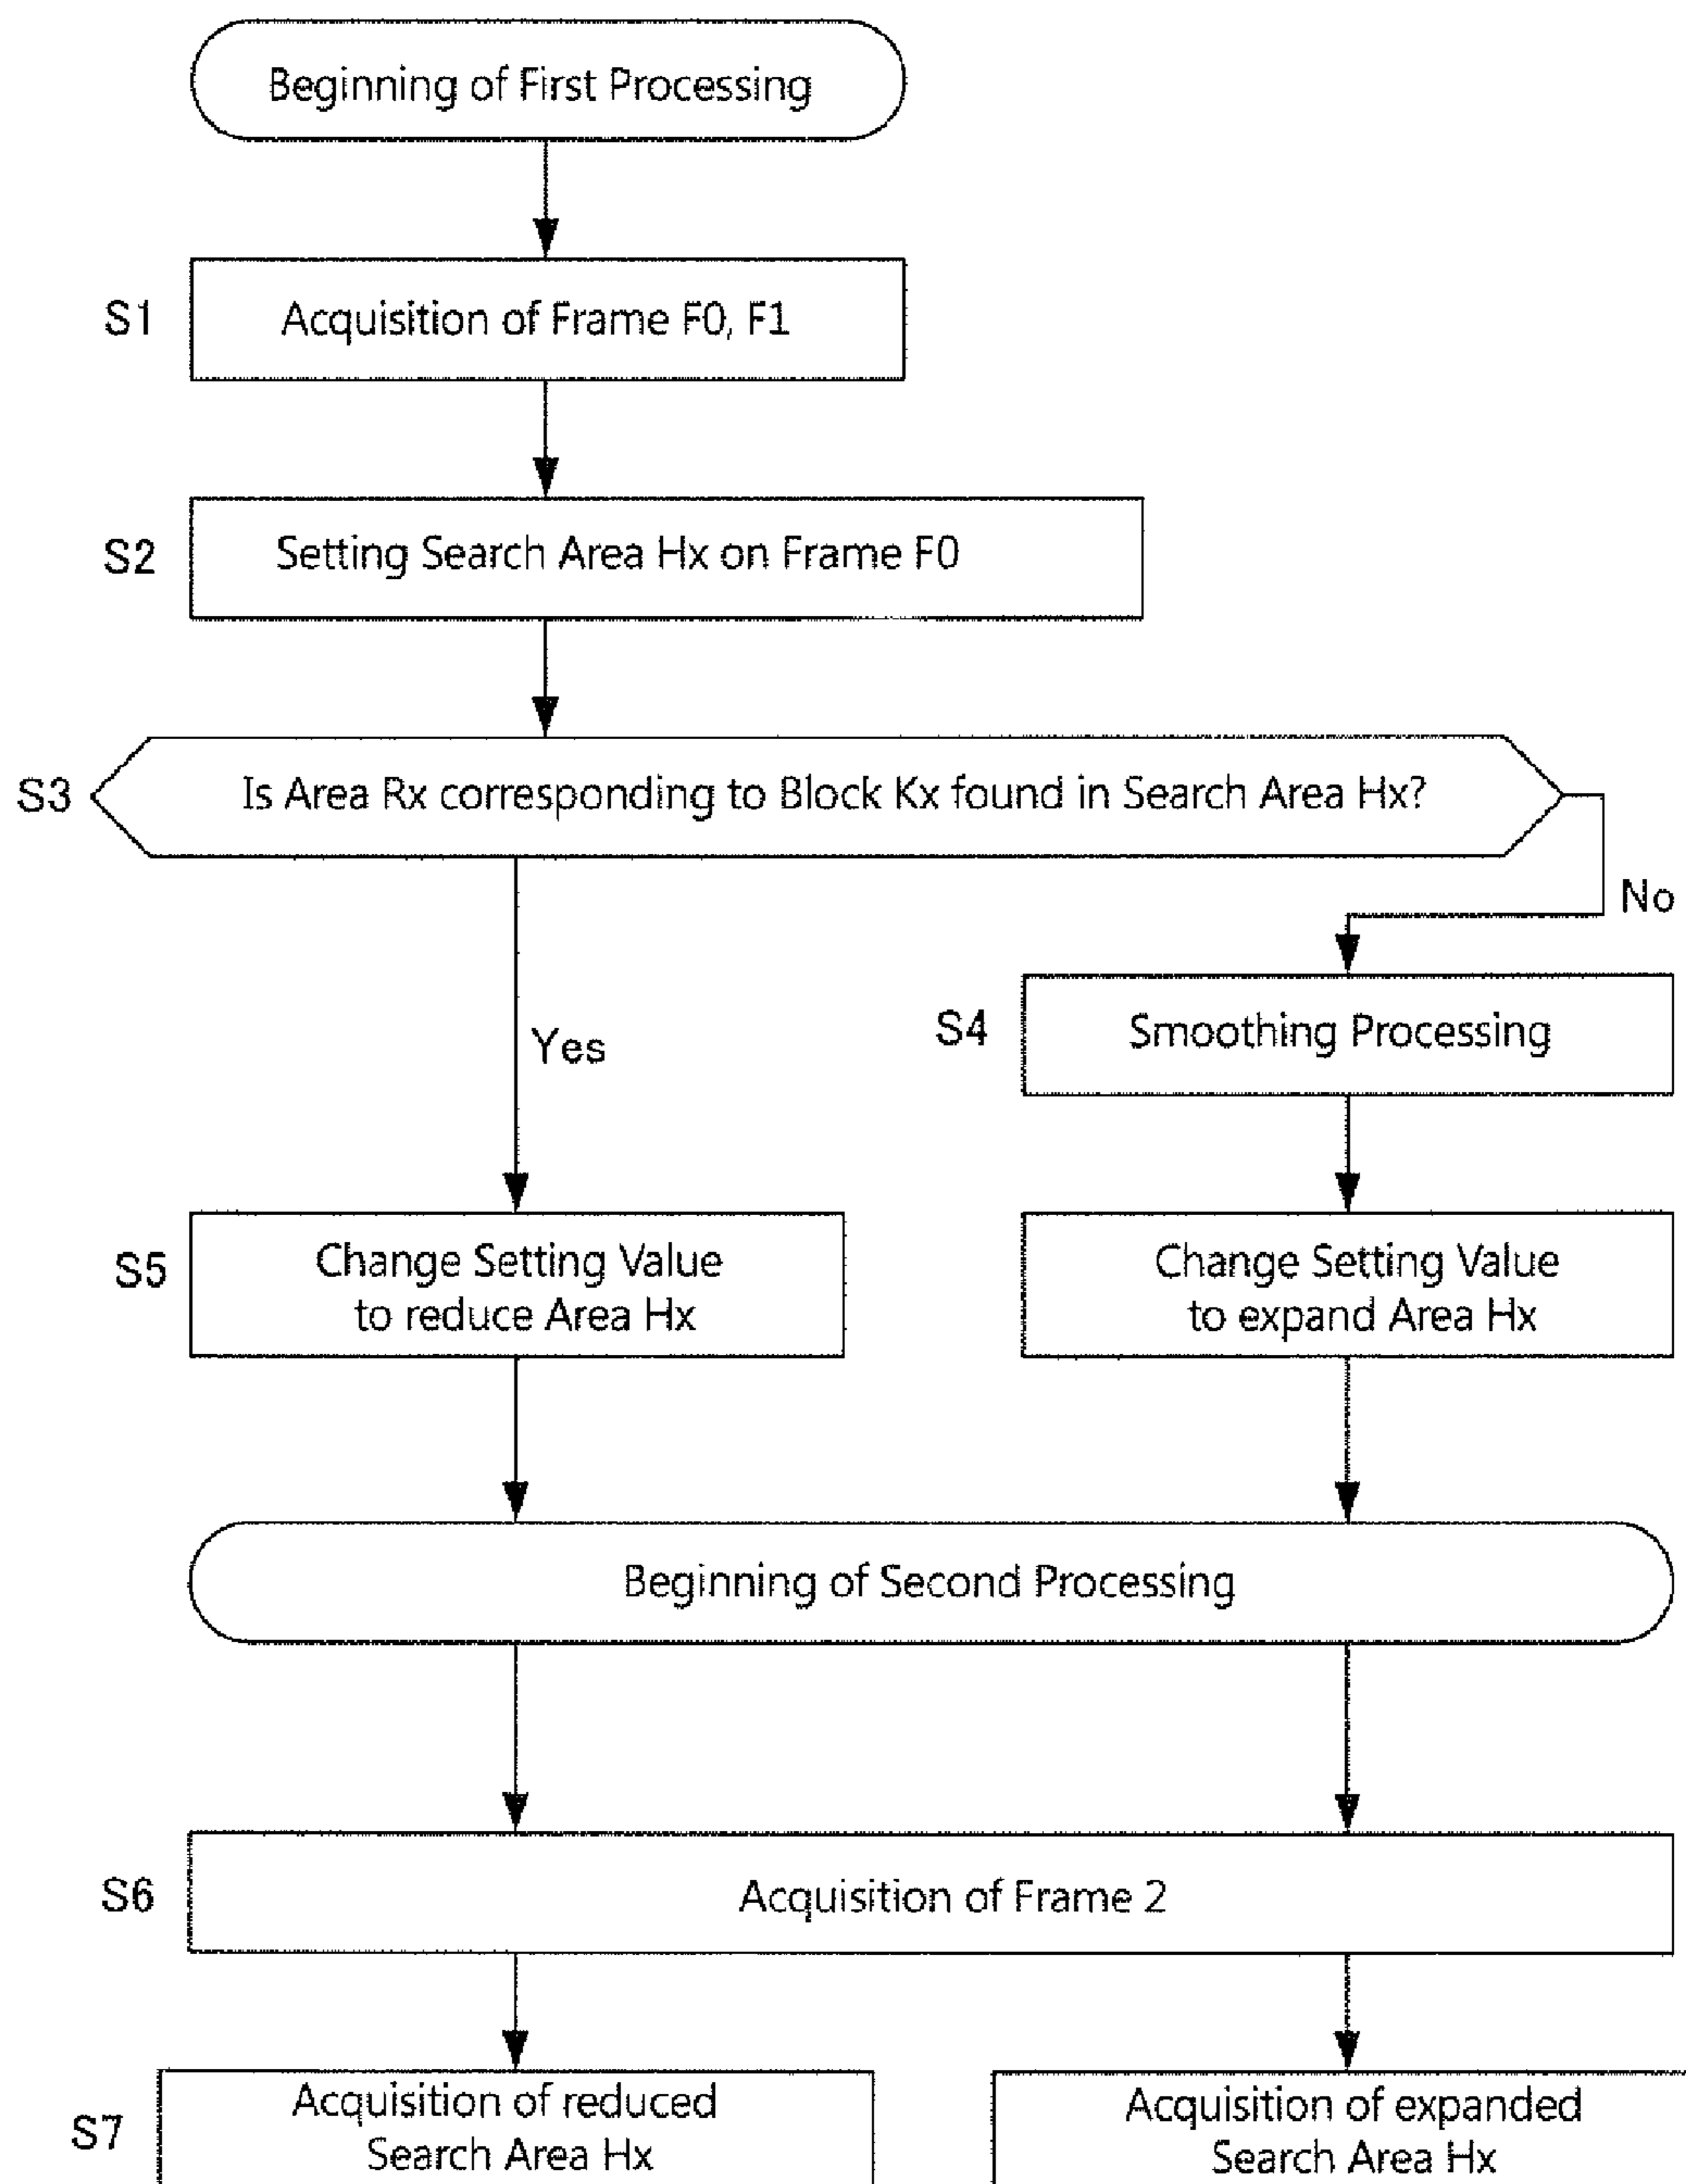 Beginning of First Processing
S1
Acquisition of Frame F0, F1
S2
Setting Search Area Hx on Frame F0
S3
Is Area Rx corresponding to Block Kx found in Search Area Hx?
No
Yes
S4
Smoothing Processing
S5
Change Setting Value
to reduce Area Hx
Change Setting Value
to expand Area Hx
Beginning of Second Processing
S6
Acquisition of Frame 2
S7
Acquisition of reduced
Search Area Hx
Acquisition of expanded
Search Area Hx